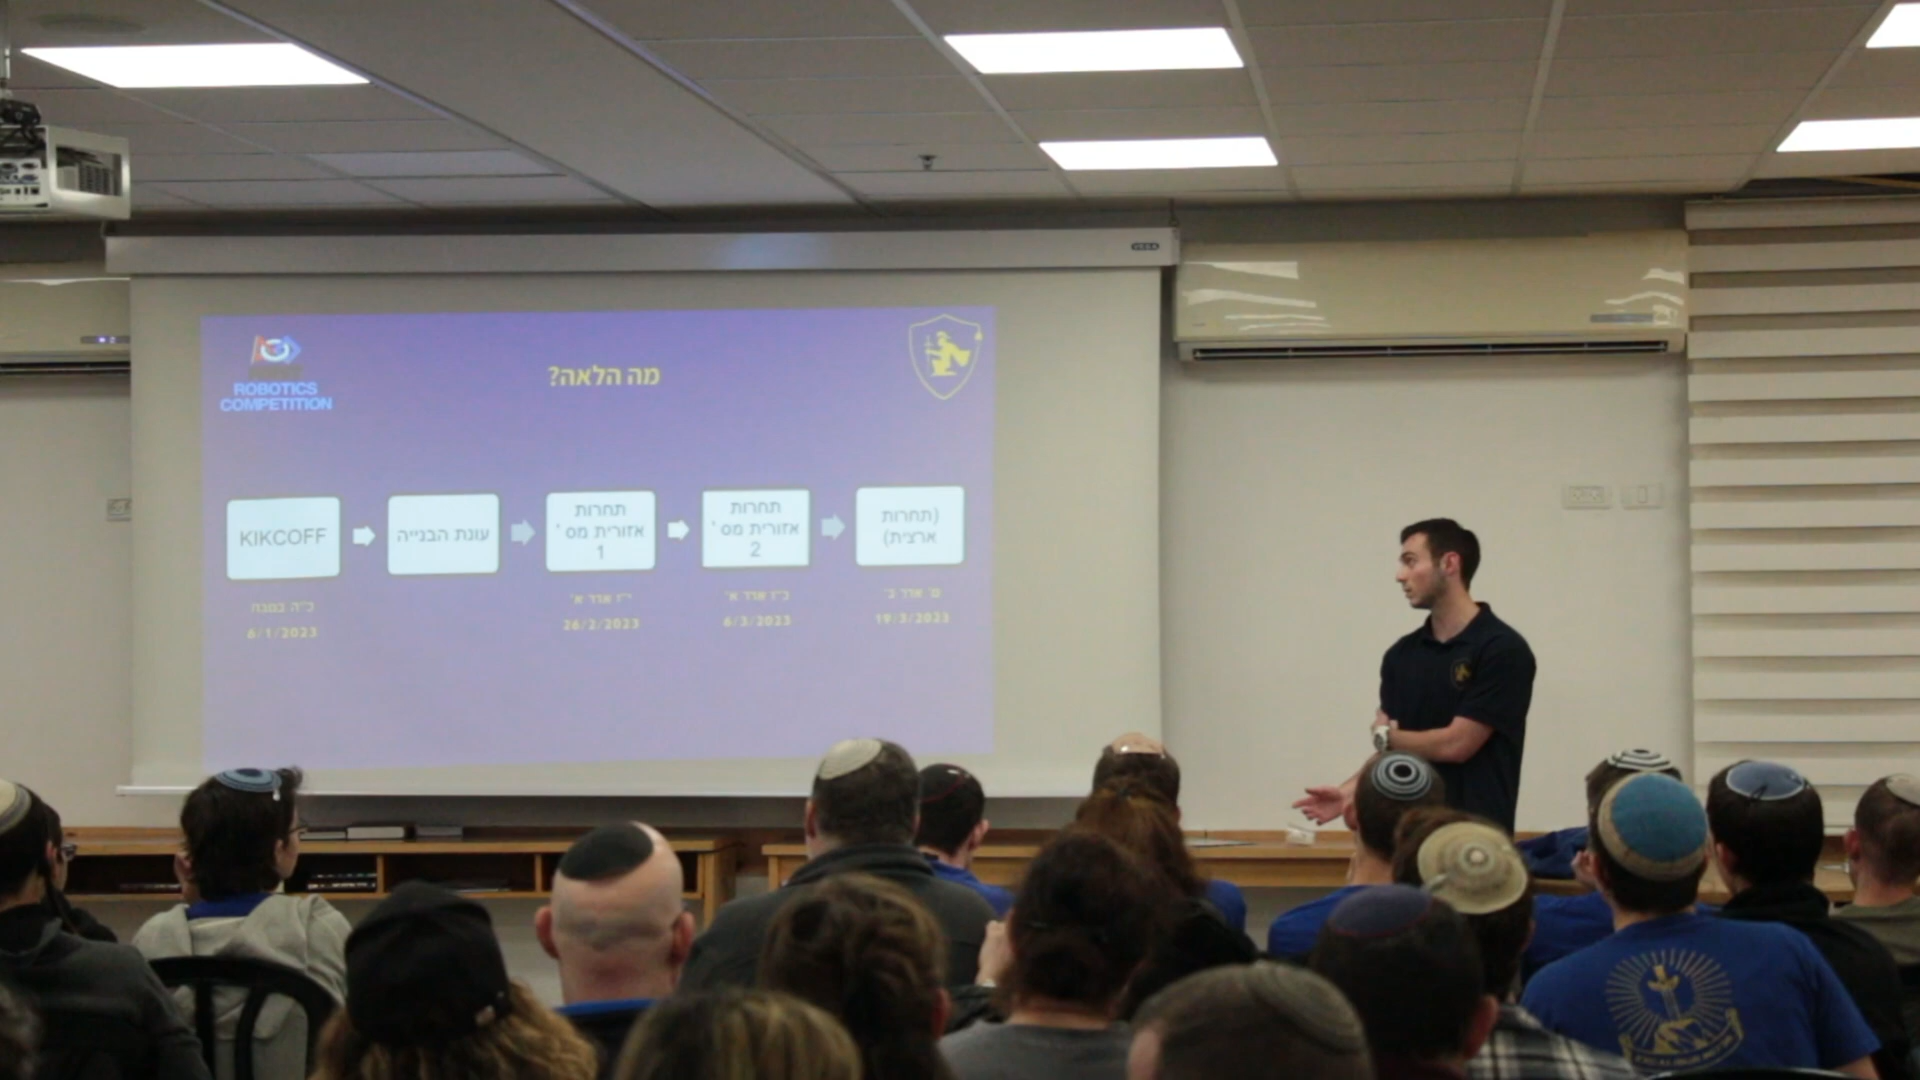 ROBOTICS
COMPETITION
מה הלאה?
KIKCOFF
עונת הבנייה
תחרות
אזורית מס '
1
תחרות
אזורית מס '
2
(תחרות
ארצית)
6/1/2023
26/2/2023
6/3/2023
19/3/2023